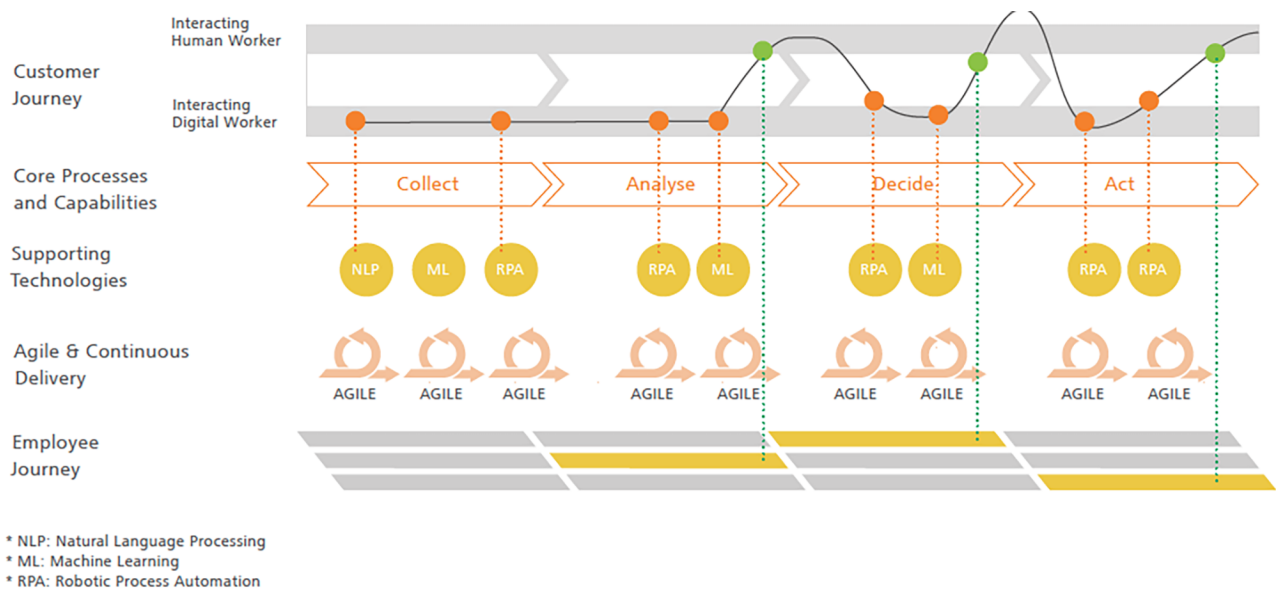 Interacting
Human Worker
Customer
Journey
Interacting
Digital Worker
Core Processes
and Capabilities
Collect
Analyse
Decide
Act
Supporting
Technologies
NLP
ML
RPA
RPA
ML
RPA
ML
RPA
RPA
Agile & Continuous
Delivery
AGILE
AGILE
AGILE
AGILE
AGILE
AGILE
AGILE
AGILE
AGILE
Employee
Journey
* NLP: Natural Language Processing
* ML: Machine Learning
* RPA: Robotic Process Automation